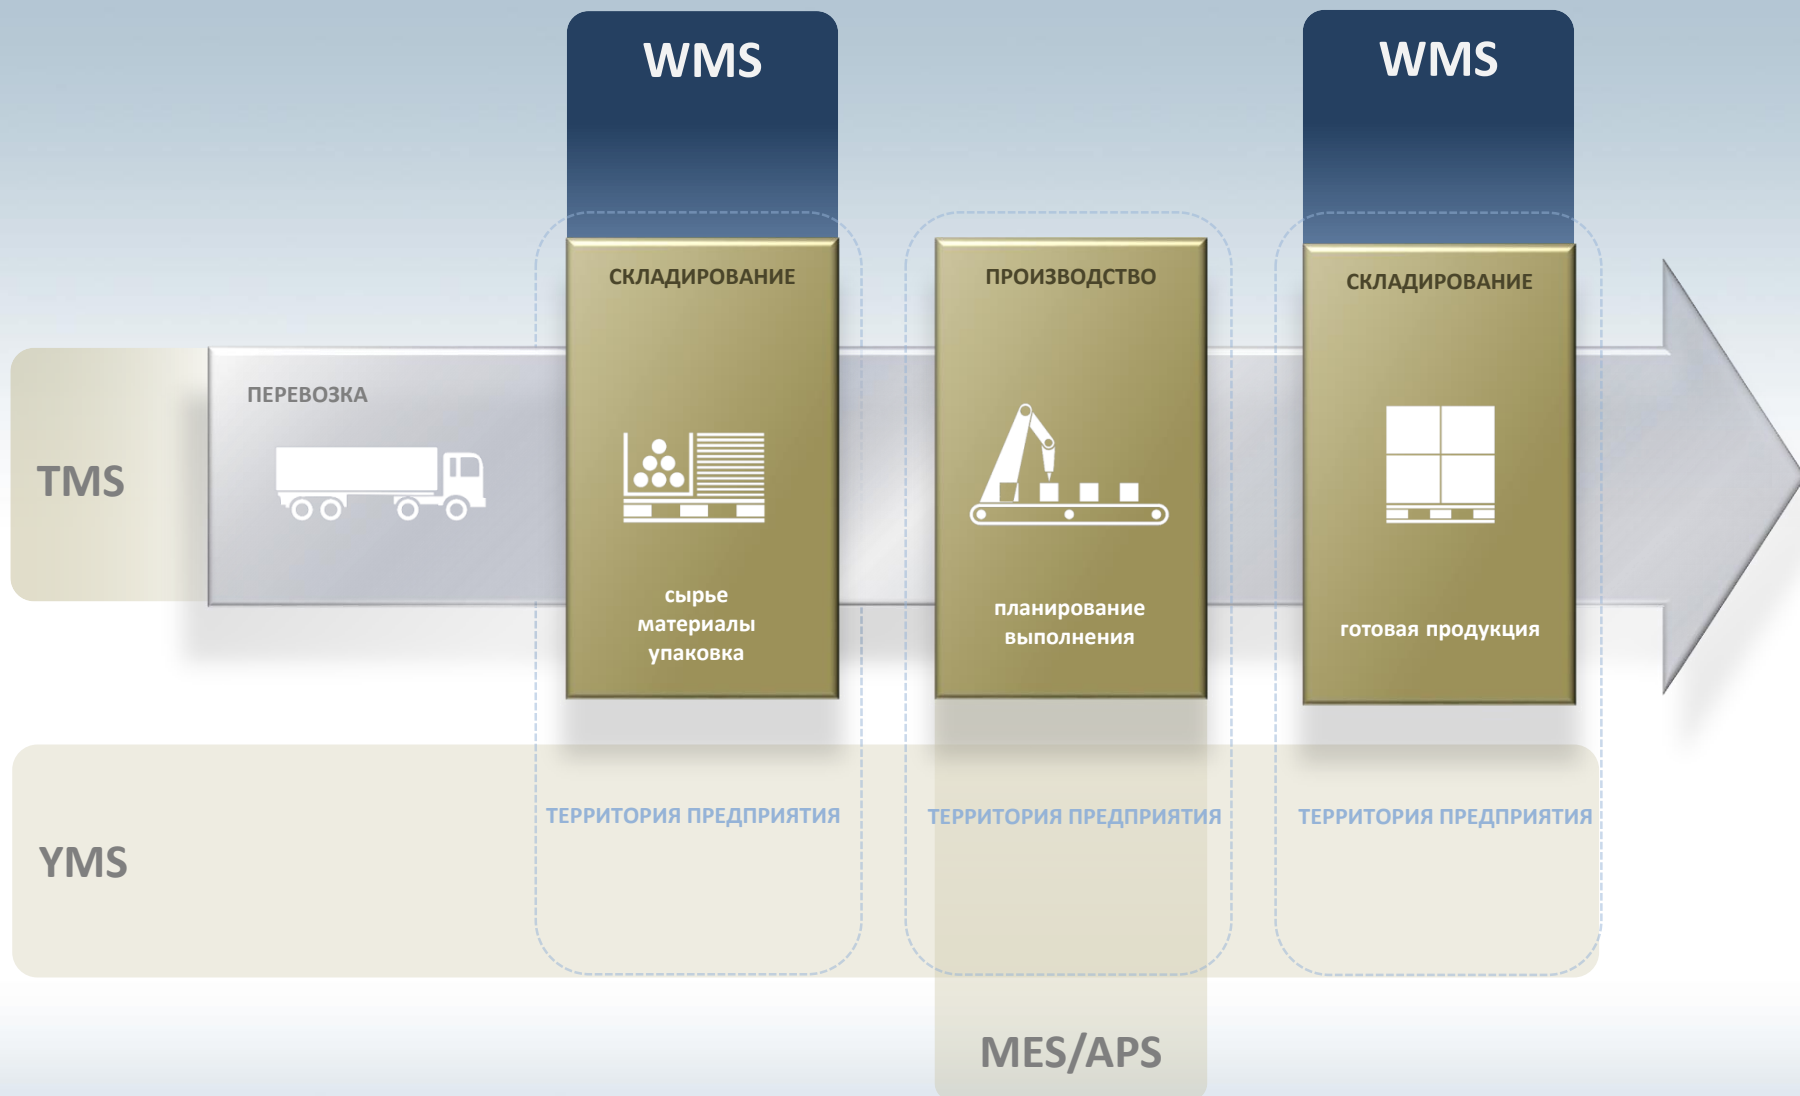 WMS
WMS
СКЛАДИРОВАНИЕ
ПРОИЗВОДСТВО
СКЛАДИРОВАНИЕ
ПЕРЕВОЗКА
TMS
сырье
материалы
упаковка
планирование
выполнения
готовая продукция
ТЕРРИТОРИЯ ПРЕДПРИЯТИЯ
ТЕРРИТОРИЯ ПРЕДПРИЯТИЯ
ТЕРРИТОРИЯ ПРЕДПРИЯТИЯ
YMS
MES/APS